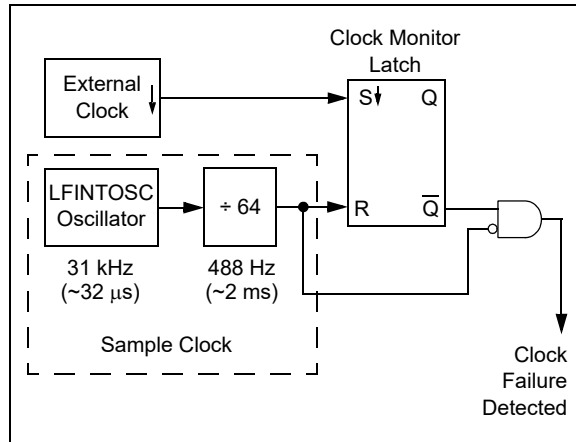 Clock Monitor
Latch
External
Clock
S
Q
LFINTOSC
Oscillator
÷ 64
R
Q̅
31 kHz
(~32 μs)
488 Hz
(~2 ms)
Sample Clock
Clock
Failure
Detected